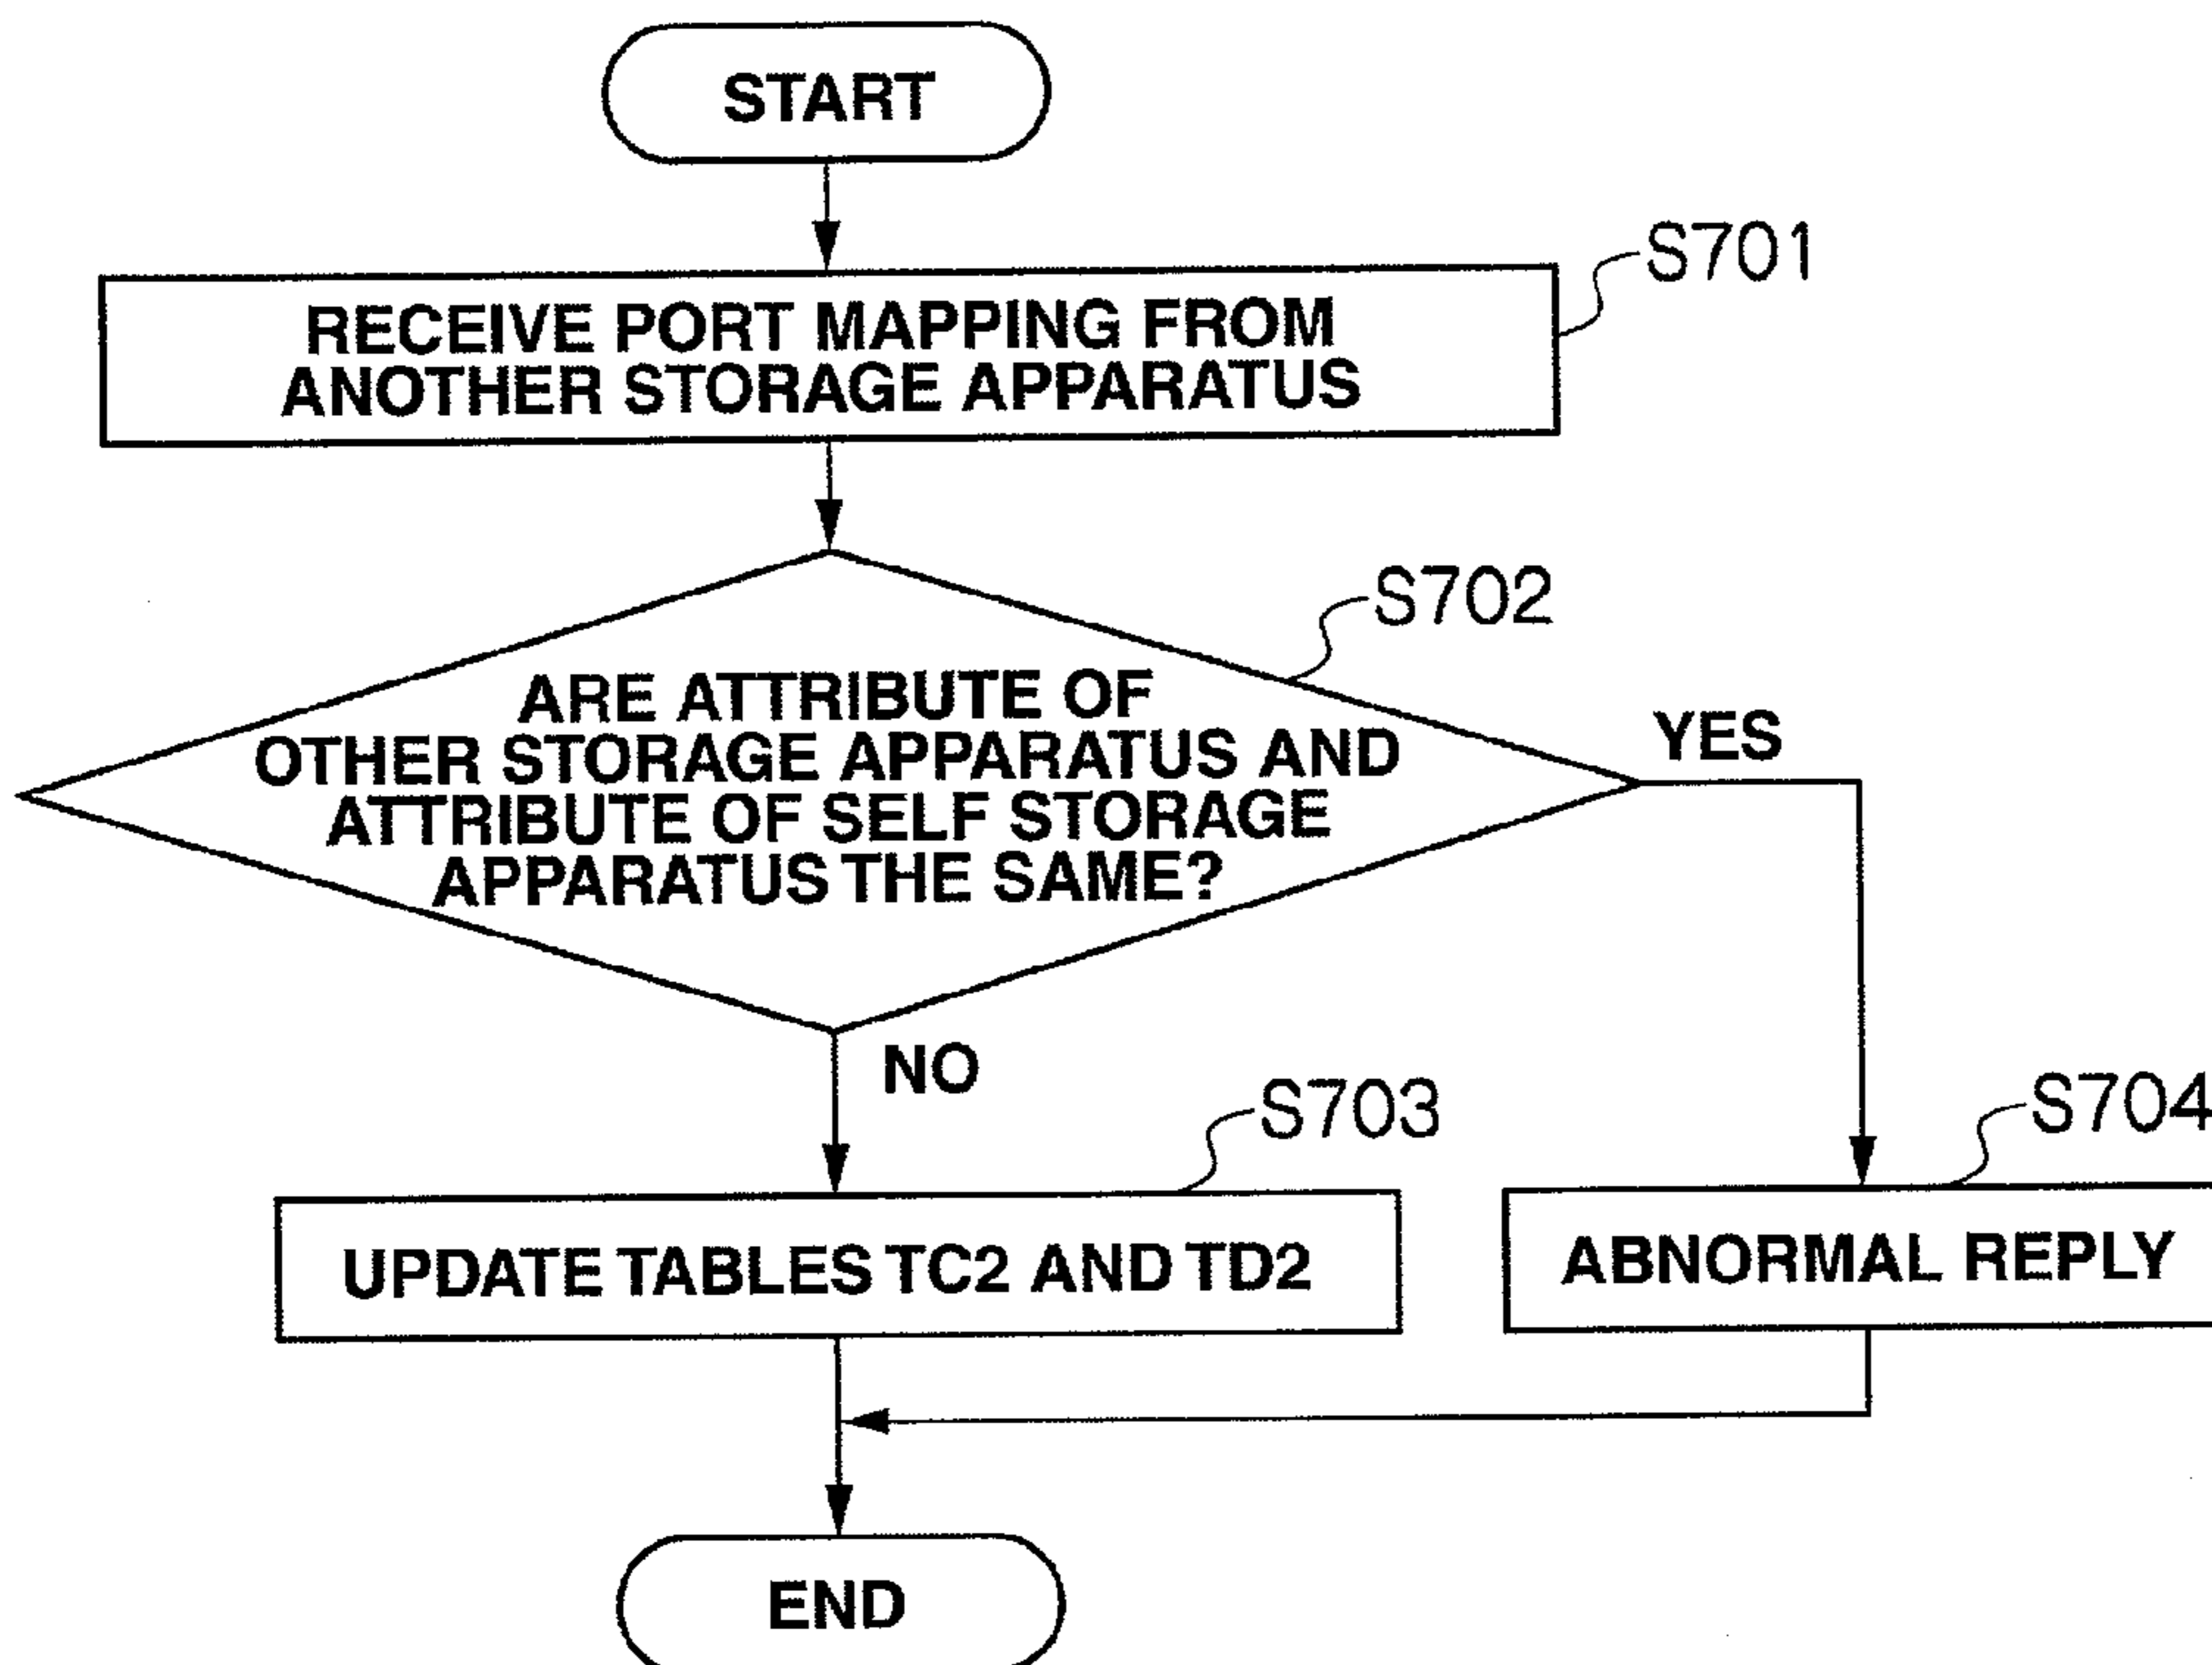 START
S701
RECEIVE PORT MAPPING FROM
ANOTHER STORAGE APPARATUS
S702
ARE ATTRIBUTE OF
OTHER STORAGE APPARATUS AND
ATTRIBUTE OF SELF STORAGE
APPARATUS THE SAME?
YES
NO
S703
S704
UPDATE TABLES TC2 AND TD2
ABNORMAL REPLY
END